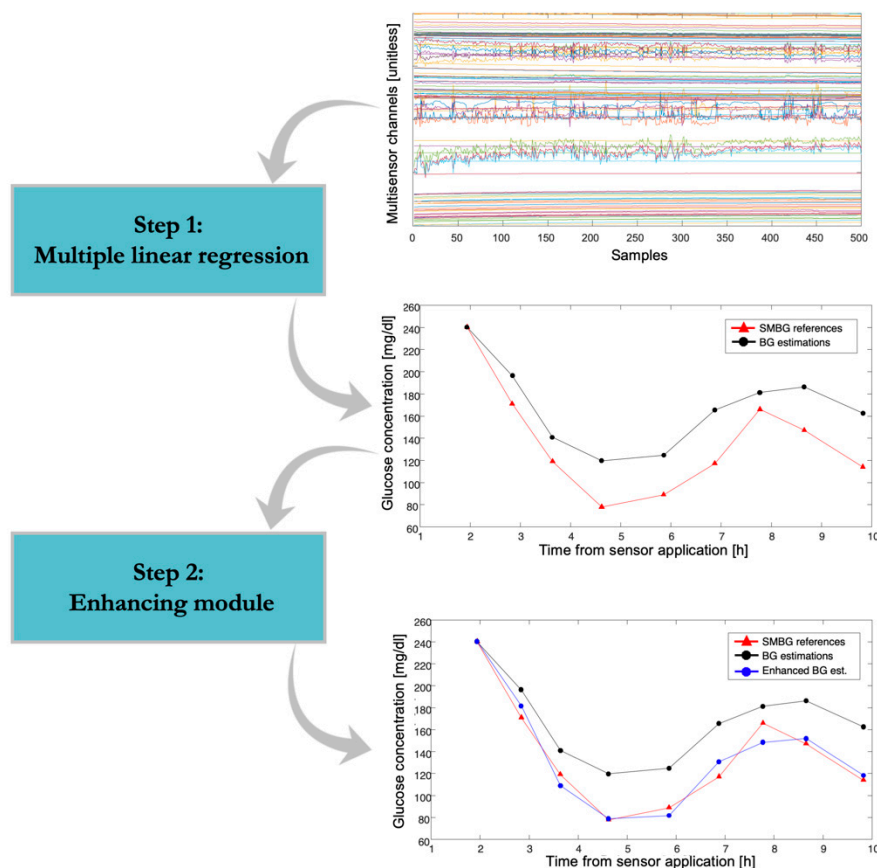 Multisensor channels [unitless]
0 50 100 150 200 250 300 350 400 450 500
Samples
Step 1:
Multiple linear regression
Glucose concentration [mg/dl]
260
240
220
200
180
160
140
120
100
80
60
SMBG references
BG estimations
1 2 3 4 5 6 7 8 9 10
Time from sensor application [h]
Step 2:
Enhancing module
Glucose concentration [mg/dl]
260
240
220
200
180
160
140
120
100
80
60
SMBG references
BG estimations
Enhanced BG est.
1 2 3 4 5 6 7 8 9 10
Time from sensor application [h]